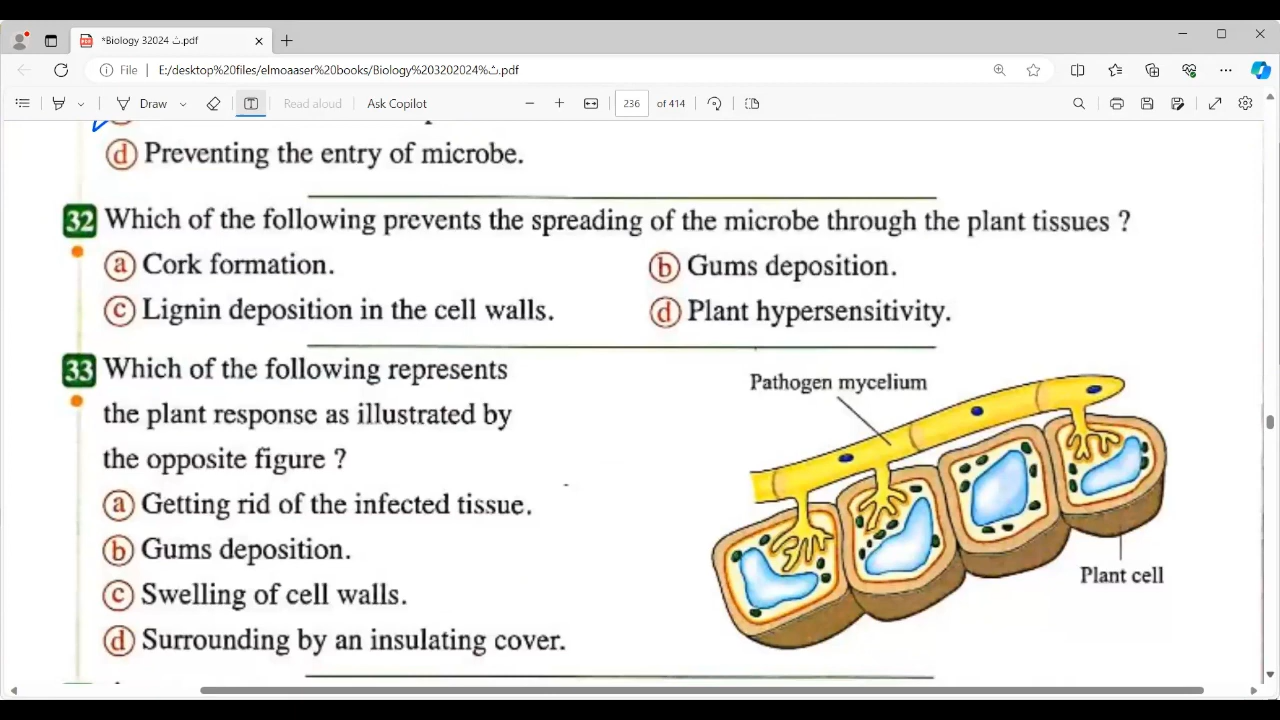 *Biology 32024 ث.pdf
File
E:/desktop%20files/elmoaaser%20books/Biology%203202024%ث.pdf
Draw
Read aloud
Ask Copilot
236
of 414
d Preventing the entry of microbe.
32 Which of the following prevents the spreading of the microbe through the plant tissues ?
a Cork formation.
b Gums deposition.
c Lignin deposition in the cell walls.
d Plant hypersensitivity.
33 Which of the following represents
the plant response as illustrated by
the opposite figure ?
a Getting rid of the infected tissue.
b Gums deposition.
c Swelling of cell walls.
d Surrounding by an insulating cover.
Pathogen mycelium
Plant cell